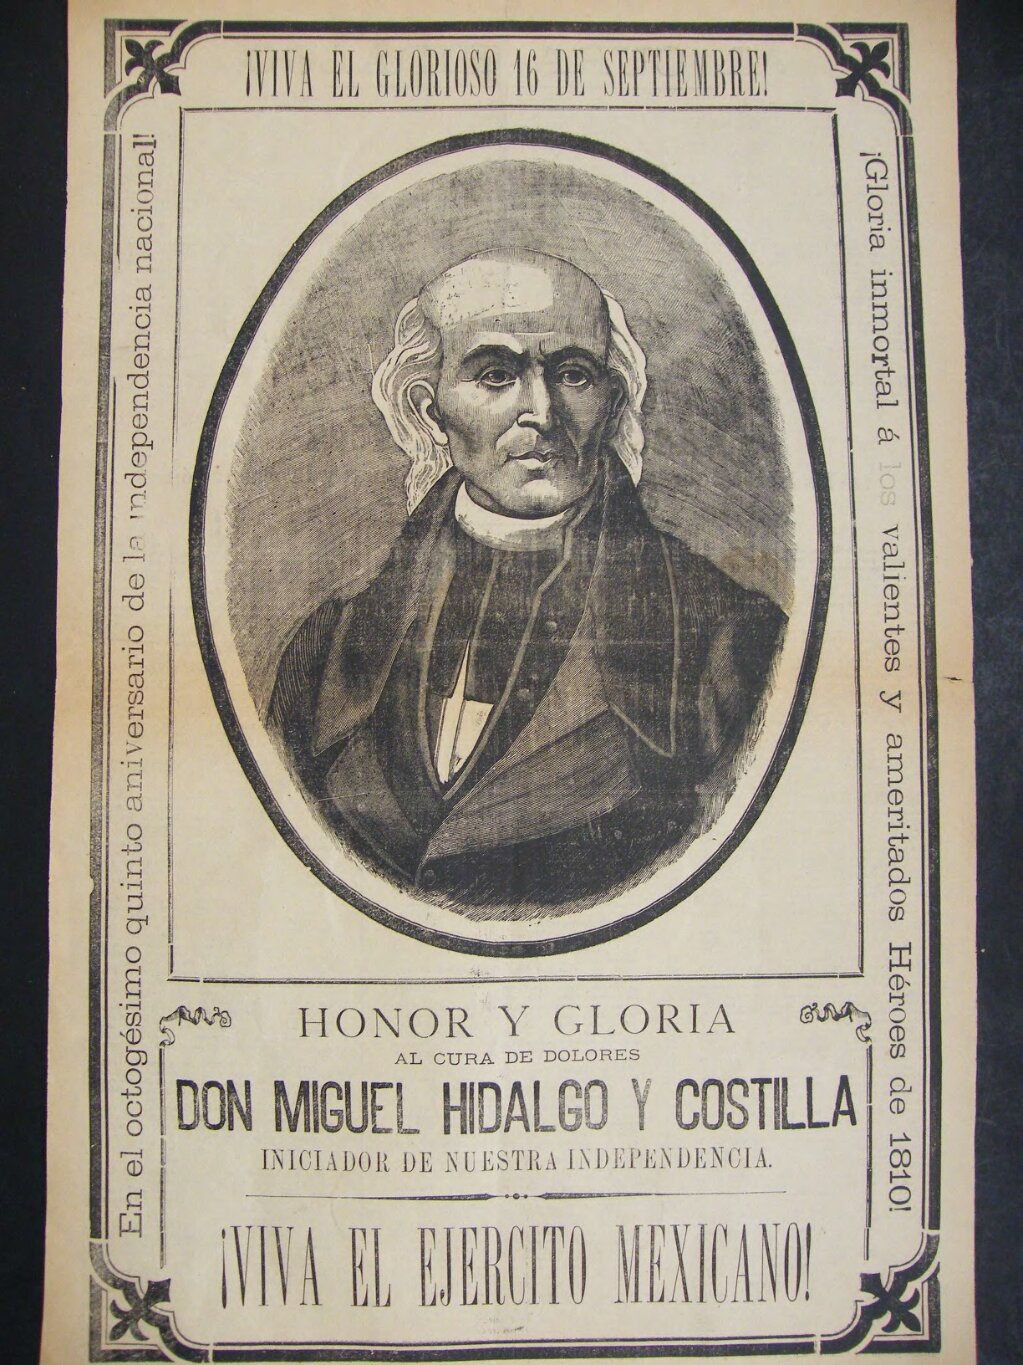 ¡VIVA EL GLORIOSO 16 DE SEPTIEMBRE!
En el octogésimo quinto aniversario de la independencia nacional!
¡Gloria inmortal á los valientes y ameritados Héroes de 1810!
HONOR Y GLORIA
AL CURA DE DOLORES
DON MIGUEL HIDALGO Y COSTILLA
INICIADOR DE NUESTRA INDEPENDENCIA.
¡VIVA EL EJERCITO MEXICANO!